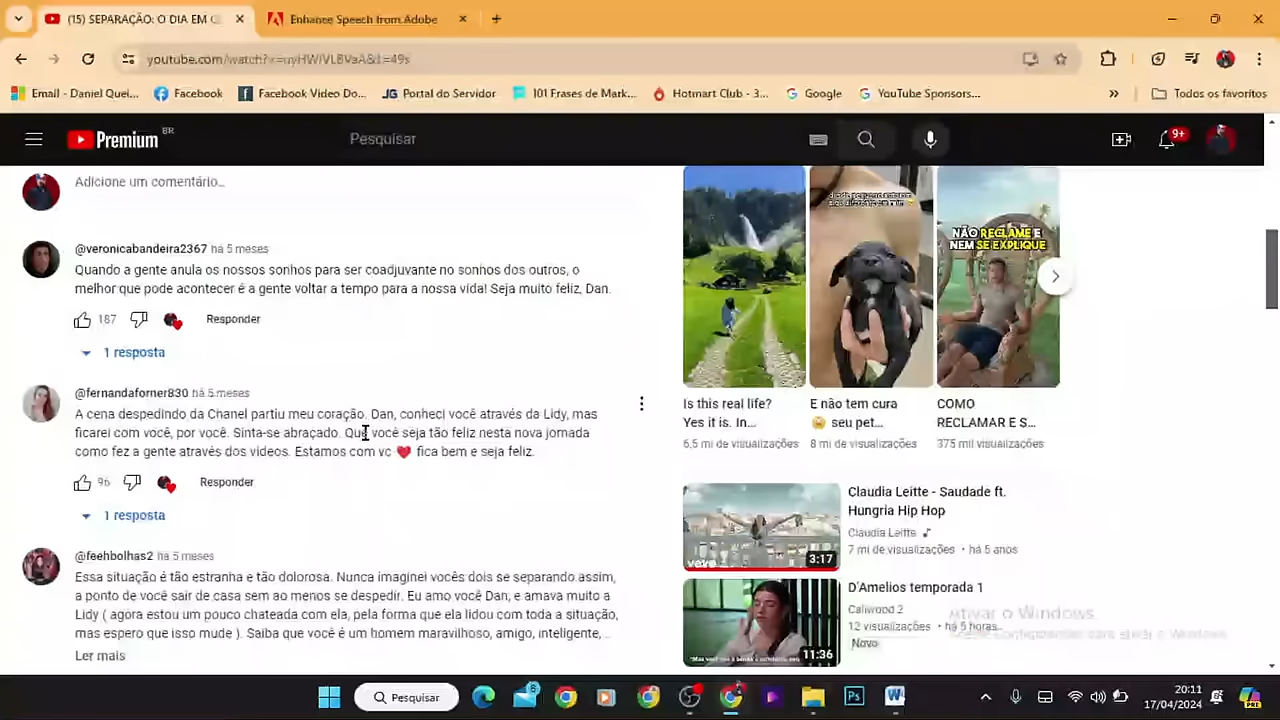 (15) SEPARAÇÃO: O DIA EM
Enhance Speech from Adobe
youtube.com/watch?v=uyHWiVLBVaA&t=49s
Email - Daniel Quei...
Facebook
Facebook Video Do...
Portal do Servidor
101 Frases de Mark...
Hotmart Club - 3...
Google
YouTube Sponsors...
»
Todos os favoritos
Premium BR
Pesquisar
9+
Adicione um comentário...
@veronicabandeira2367 há 5 meses
Quando a gente anula os nossos sonhos para ser coadjuvante no sonhos dos outros, o
melhor que pode acontecer é a gente voltar a tempo para a nossa vida! Seja muito feliz, Dan.
187
Responder
1 resposta
@fernandaforner830 há 5 meses
A cena despedindo da Chanel partiu meu coração. Dan, conheci você através da Lidy, mas
ficarei com você, por você. Sinta-se abraçado. Que você seja tão feliz nesta nova jornada
como fez a gente através dos vídeos. Estamos com vc ❤️ fica bem e seja feliz.
96
Responder
1 resposta
@feehbolhas2 há 5 meses
Essa situação é tão estranha e tão dolorosa. Nunca imaginei vocês dois se separando assim,
a ponto de você sair de casa sem ao menos se despedir. Eu amo você Dan, e amava muito a
Lidy ( agora estou um pouco chateada com ela, pela forma que ela lidou com toda a situação,
mas espero que isso mude ). Saiba que você é um homem maravilhoso, amigo, inteligente, ...
Ler mais
NÃO RECLAME E
NEM SE EXPLIQUE
Is this real life?
Yes it is. In...
6,5 mi de visualizações
E não tem cura
😩 seu pet...
8 mi de visualizações
COMO
RECLAMAR E S...
375 mil visualizações
vevo
3:17
Claudia Leitte - Saudade ft.
Hungria Hip Hop
Claudia Leitte
7 mi de visualizações • há 5 anos
11:36
D'Amelios temporada 1
Caliwood 2
12 visualizações • há 5 horas
Novo
Ativar o Windows
Pesquisar
20:11
17/04/2024